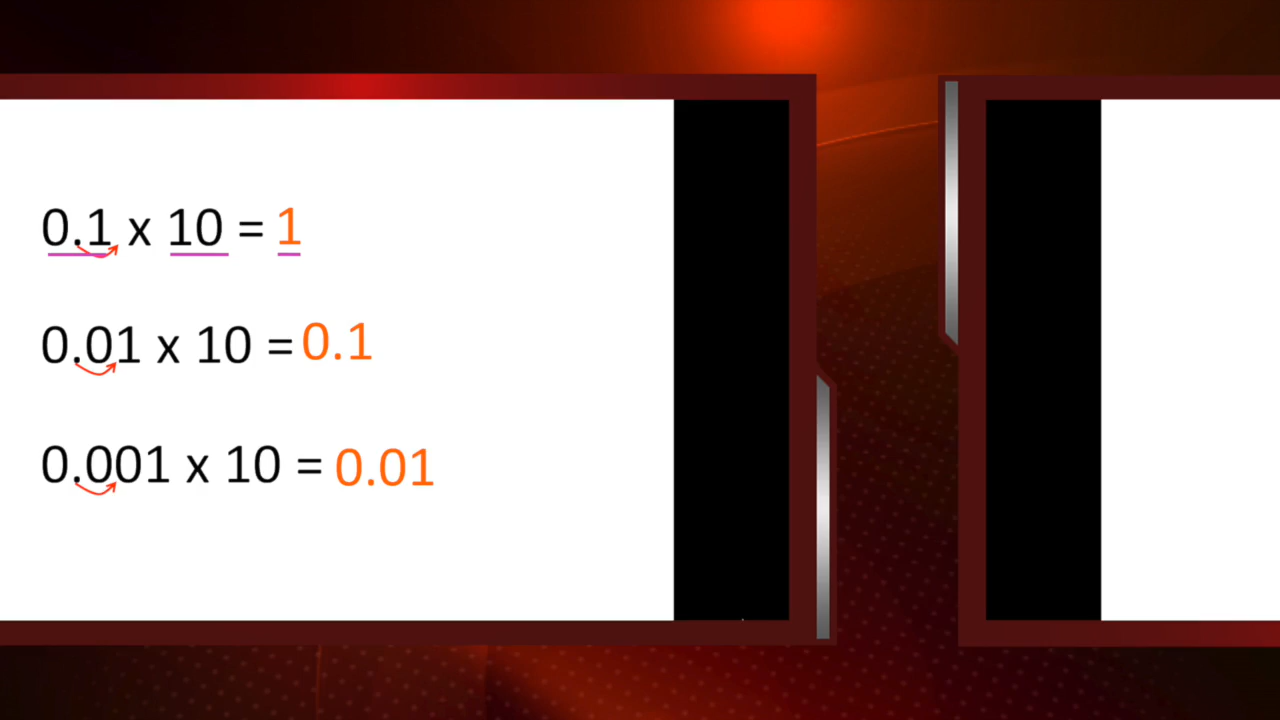 0.1 x 10 = 1
0.01 x 10 = 0.1
0.001 x 10 = 0.01